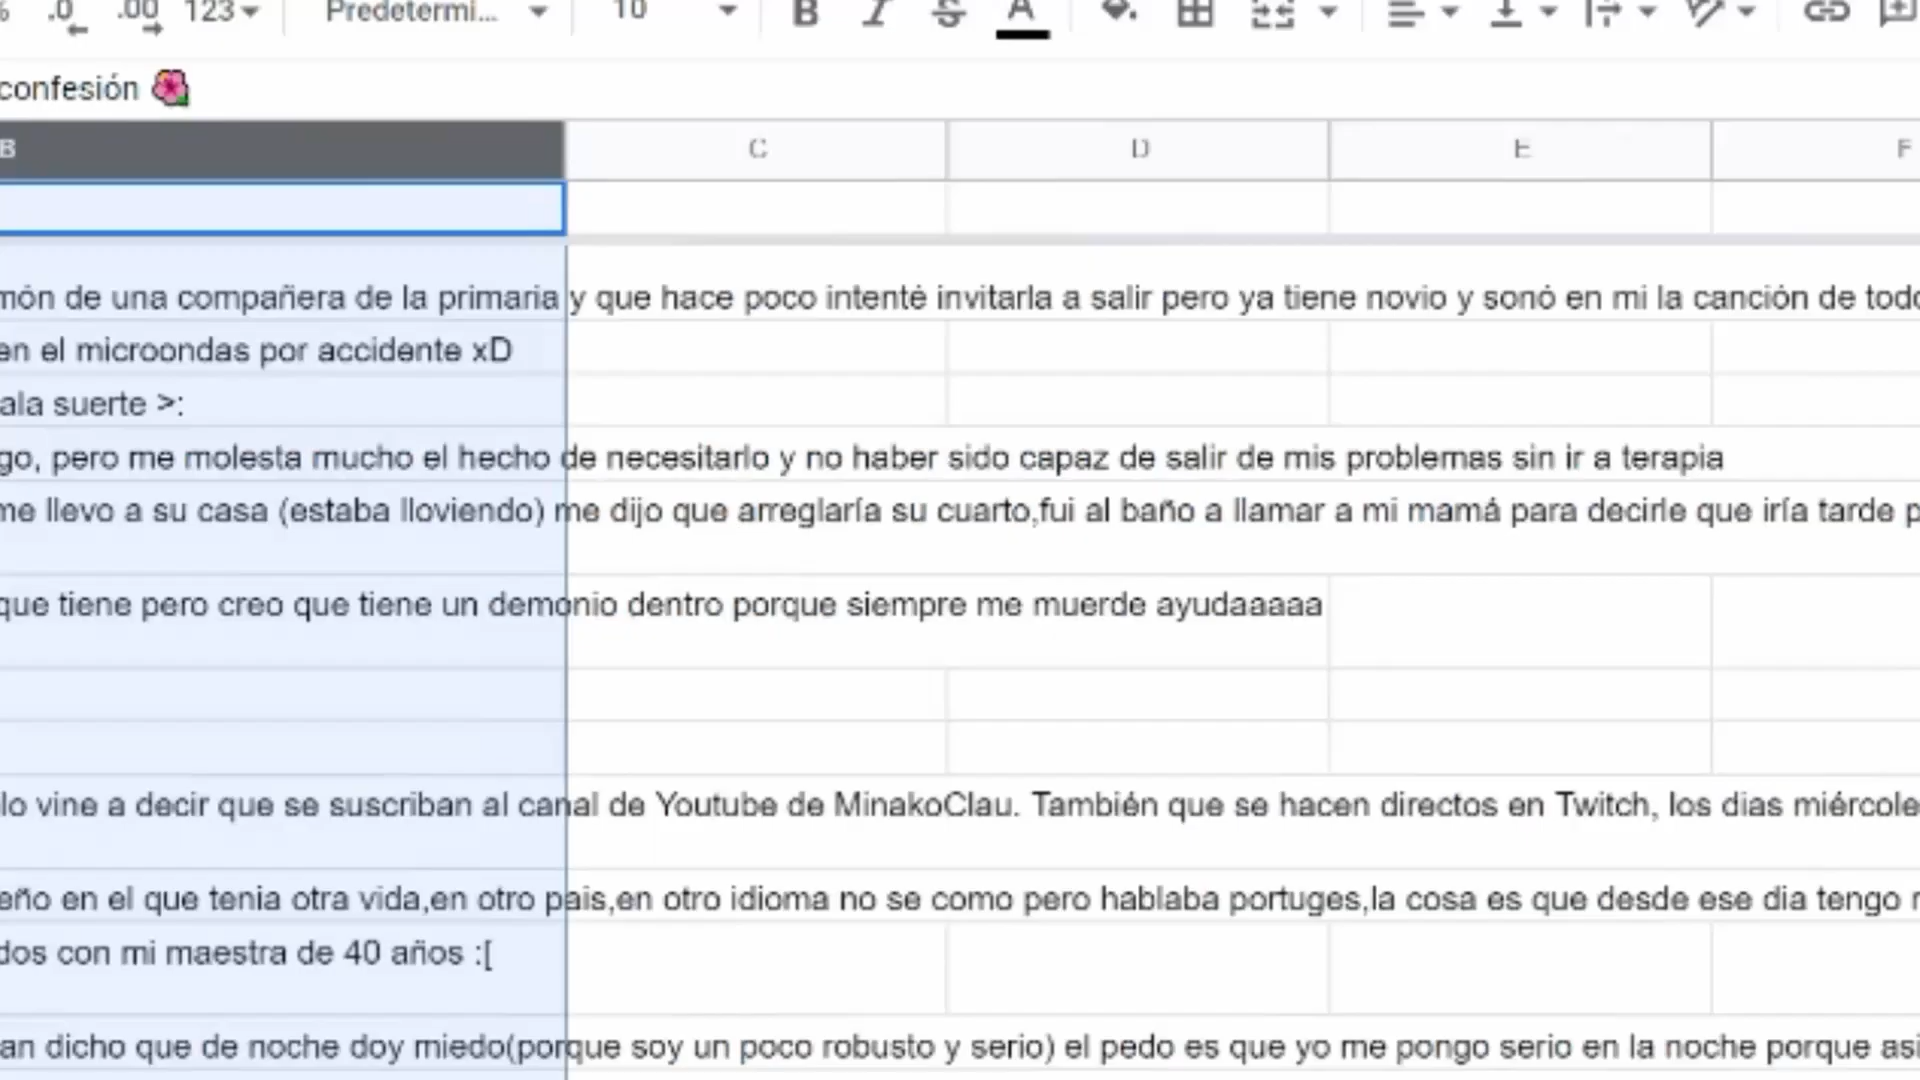 .0 .00 123 Predetermi... 10 B I S A
confesión
B C D E F
món de una compañera de la primaria y que hace poco intenté invitarla a salir pero ya tiene novio y sonó en mi la canción de todo
en el microondas por accidente xD
ala suerte >:
go, pero me molesta mucho el hecho de necesitarlo y no haber sido capaz de salir de mis problemas sin ir a terapia
me llevo a su casa (estaba lloviendo) me dijo que arreglaría su cuarto,fui al baño a llamar a mi mamá para decirle que iría tarde p
que tiene pero creo que tiene un demonio dentro porque siempre me muerde ayudaaaaa
lo vine a decir que se suscriban al canal de Youtube de MinakoClau. También que se hacen directos en Twitch, los dias miércole
eño en el que tenia otra vida,en otro pais,en otro idioma no se como pero hablaba portuges,la cosa es que desde ese dia tengo
dos con mi maestra de 40 años :[
an dicho que de noche doy miedo(porque soy un poco robusto y serio) el pedo es que yo me pongo serio en la noche porque asi